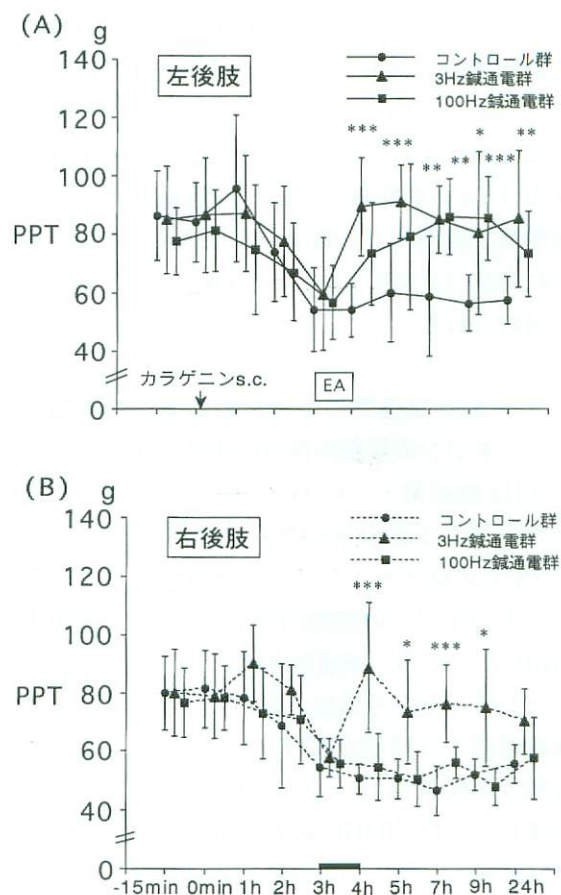 (A) g
140
左後肢
コントロール群
3Hz鍼通電群
100Hz鍼通電群
120
*** *** ** ** * *** **
100
PPT 80
60
40
カラゲニンs.c.
EA
0
(B) g
140
右後肢
コントロール群
3Hz鍼通電群
100Hz鍼通電群
120
*** * *** *
100
PPT 80
60
40
0
-15min 0min 1h 2h 3h 4h 5h 7h 9h 24h